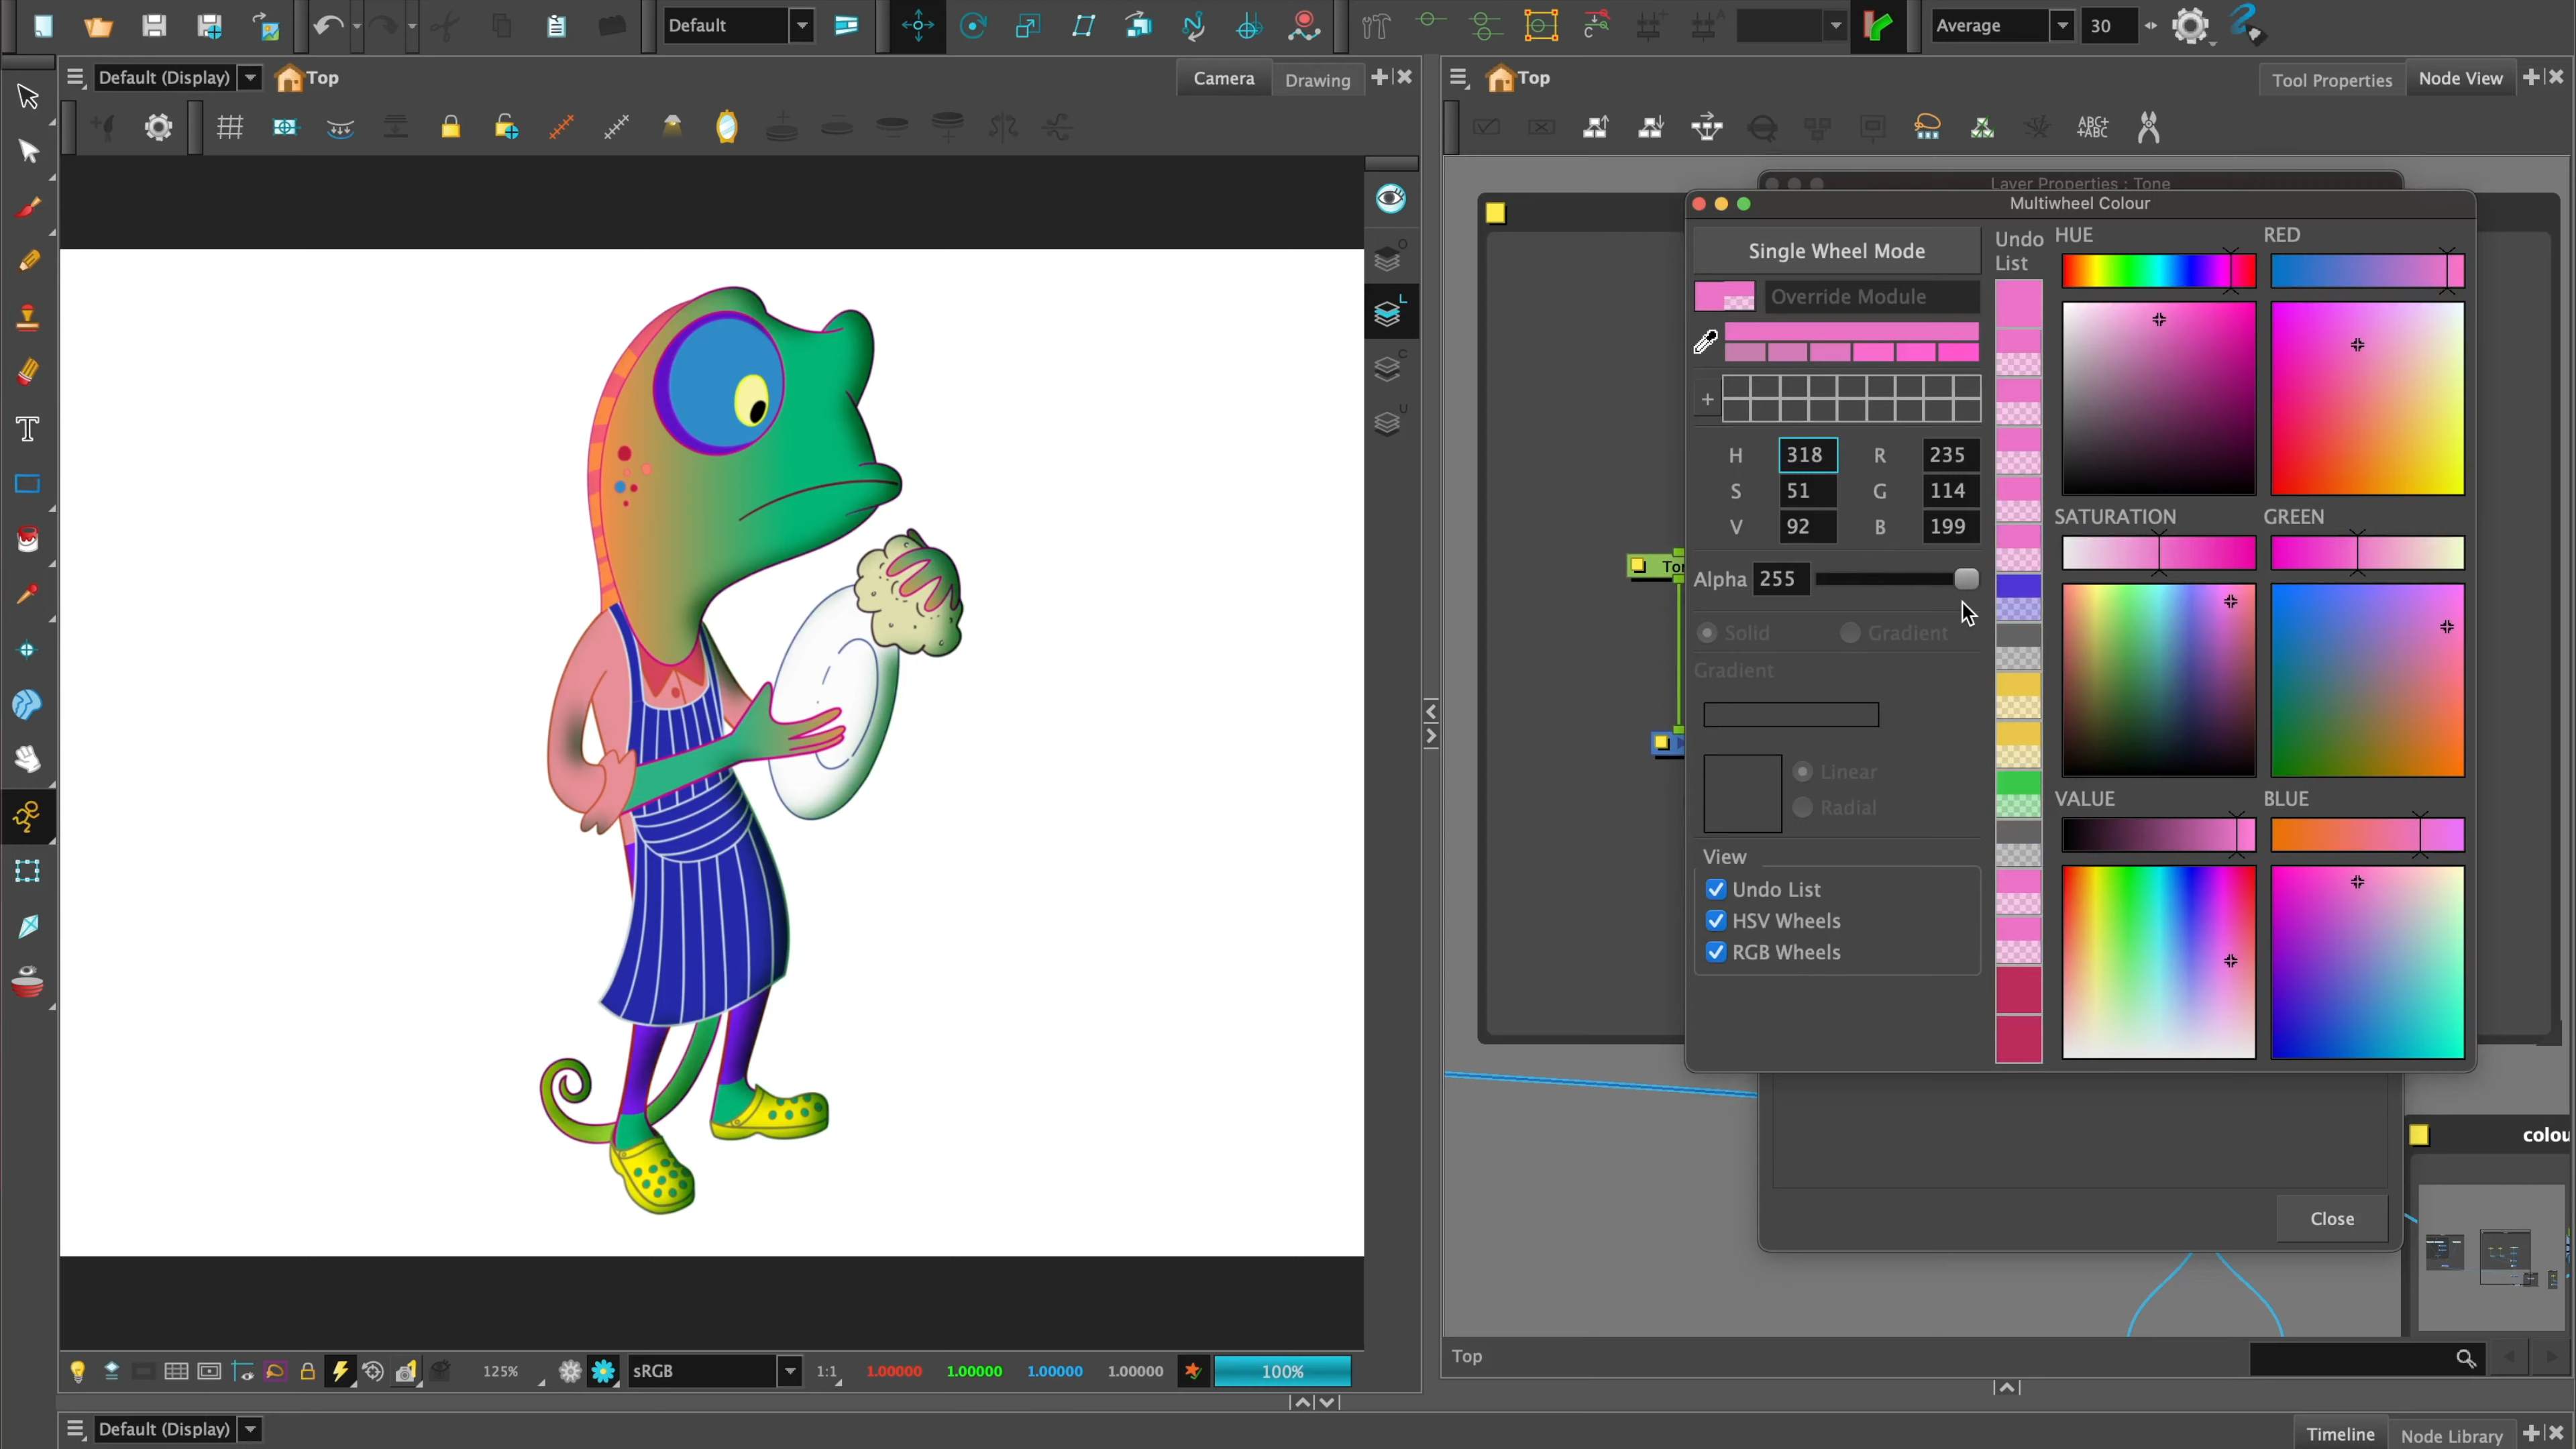 Default
Average
30
Default (Display)
Top
Camera
Drawing
Top
Tool Properties
Node View
ABC+
+ABC
O
L
C
U
T
Layer Properties : Tone
Multiwheel Colour
Single Wheel Mode
Undo List
HUE
RED
Override Module
H 318 R 235
S 51 G 114
V 92 B 199
SATURATION
GREEN
Alpha 255
Solid
Gradient
Gradient
Linear
Radial
VALUE
BLUE
View
Undo List
HSV Wheels
RGB Wheels
Close
Top
125%
sRGB
1:1
1.00000
1.00000
1.00000
1.00000
100%
Default (Display)
Timeline
Node Library